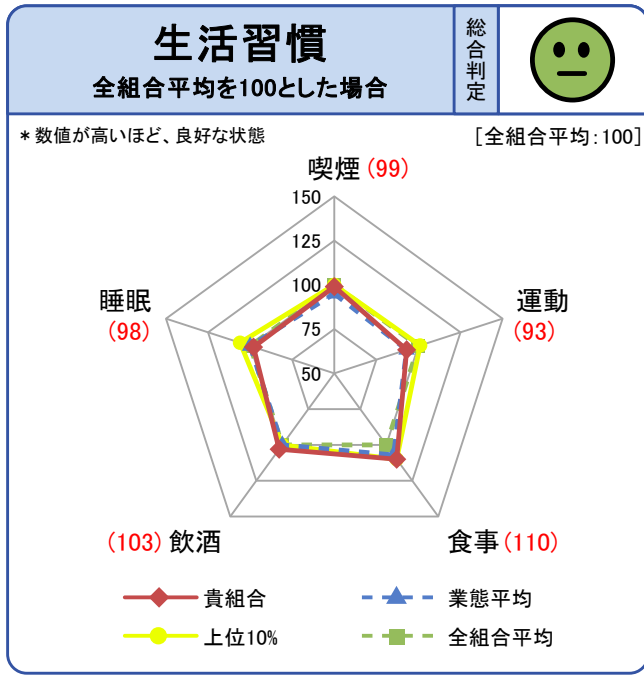 生活習慣
全組合平均を100とした場合
総合判定
*数値が高いほど、良好な状態
[全組合平均:100]
喫煙(99)
150
125
100
75
50
睡眠
(98)
運動
(93)
(103)飲酒
食事(110)
貴組合
業態平均
上位10%
全組合平均